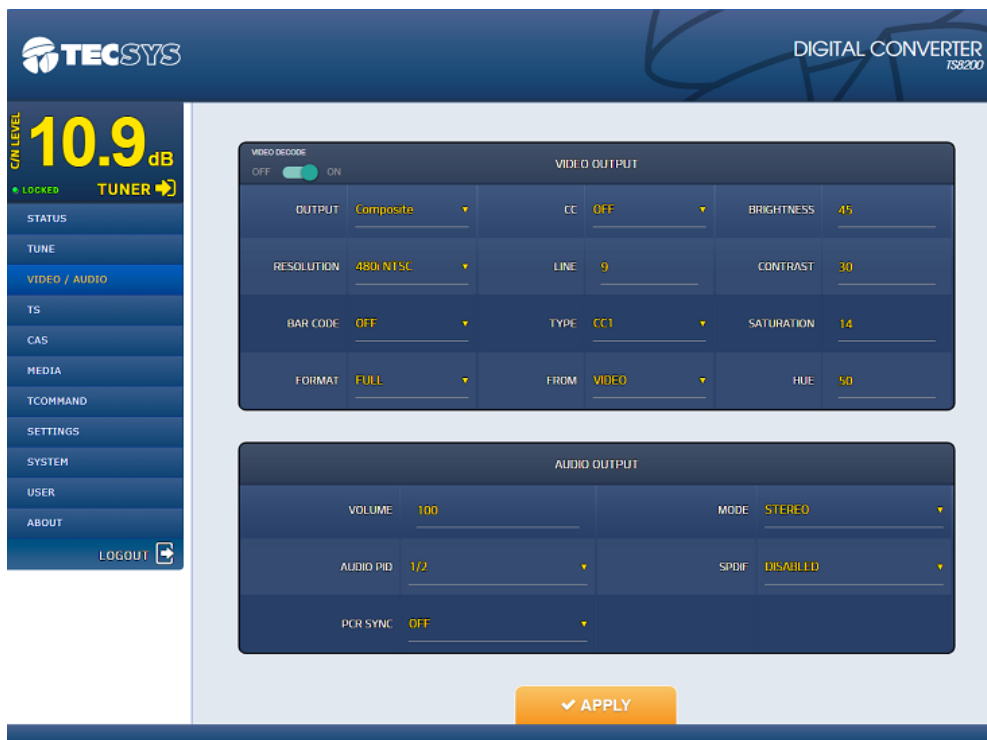 TECSYS
DIGITAL CONVERTER
TS8200
C/N LEVEL
10.9 dB
LOCKED
TUNER
STATUS
TUNE
VIDEO / AUDIO
TS
CAS
MEDIA
TCOMMAND
SETTINGS
SYSTEM
USER
ABOUT
LOGOUT
VIDEO DECODE
OFF ON
VIDEO OUTPUT
OUTPUT Composite CC OFF BRIGHTNESS 45
RESOLUTION 480i NTSC LINE 9 CONTRAST 30
BAR CODE OFF TYPE CC1 SATURATION 14
FORMAT FULL FROM VIDEO HUE 50
AUDIO OUTPUT
VOLUME 100 MODE STEREO
AUDIO PID 1/2 SPDIF DISABLED
PCR SYNC OFF
APPLY